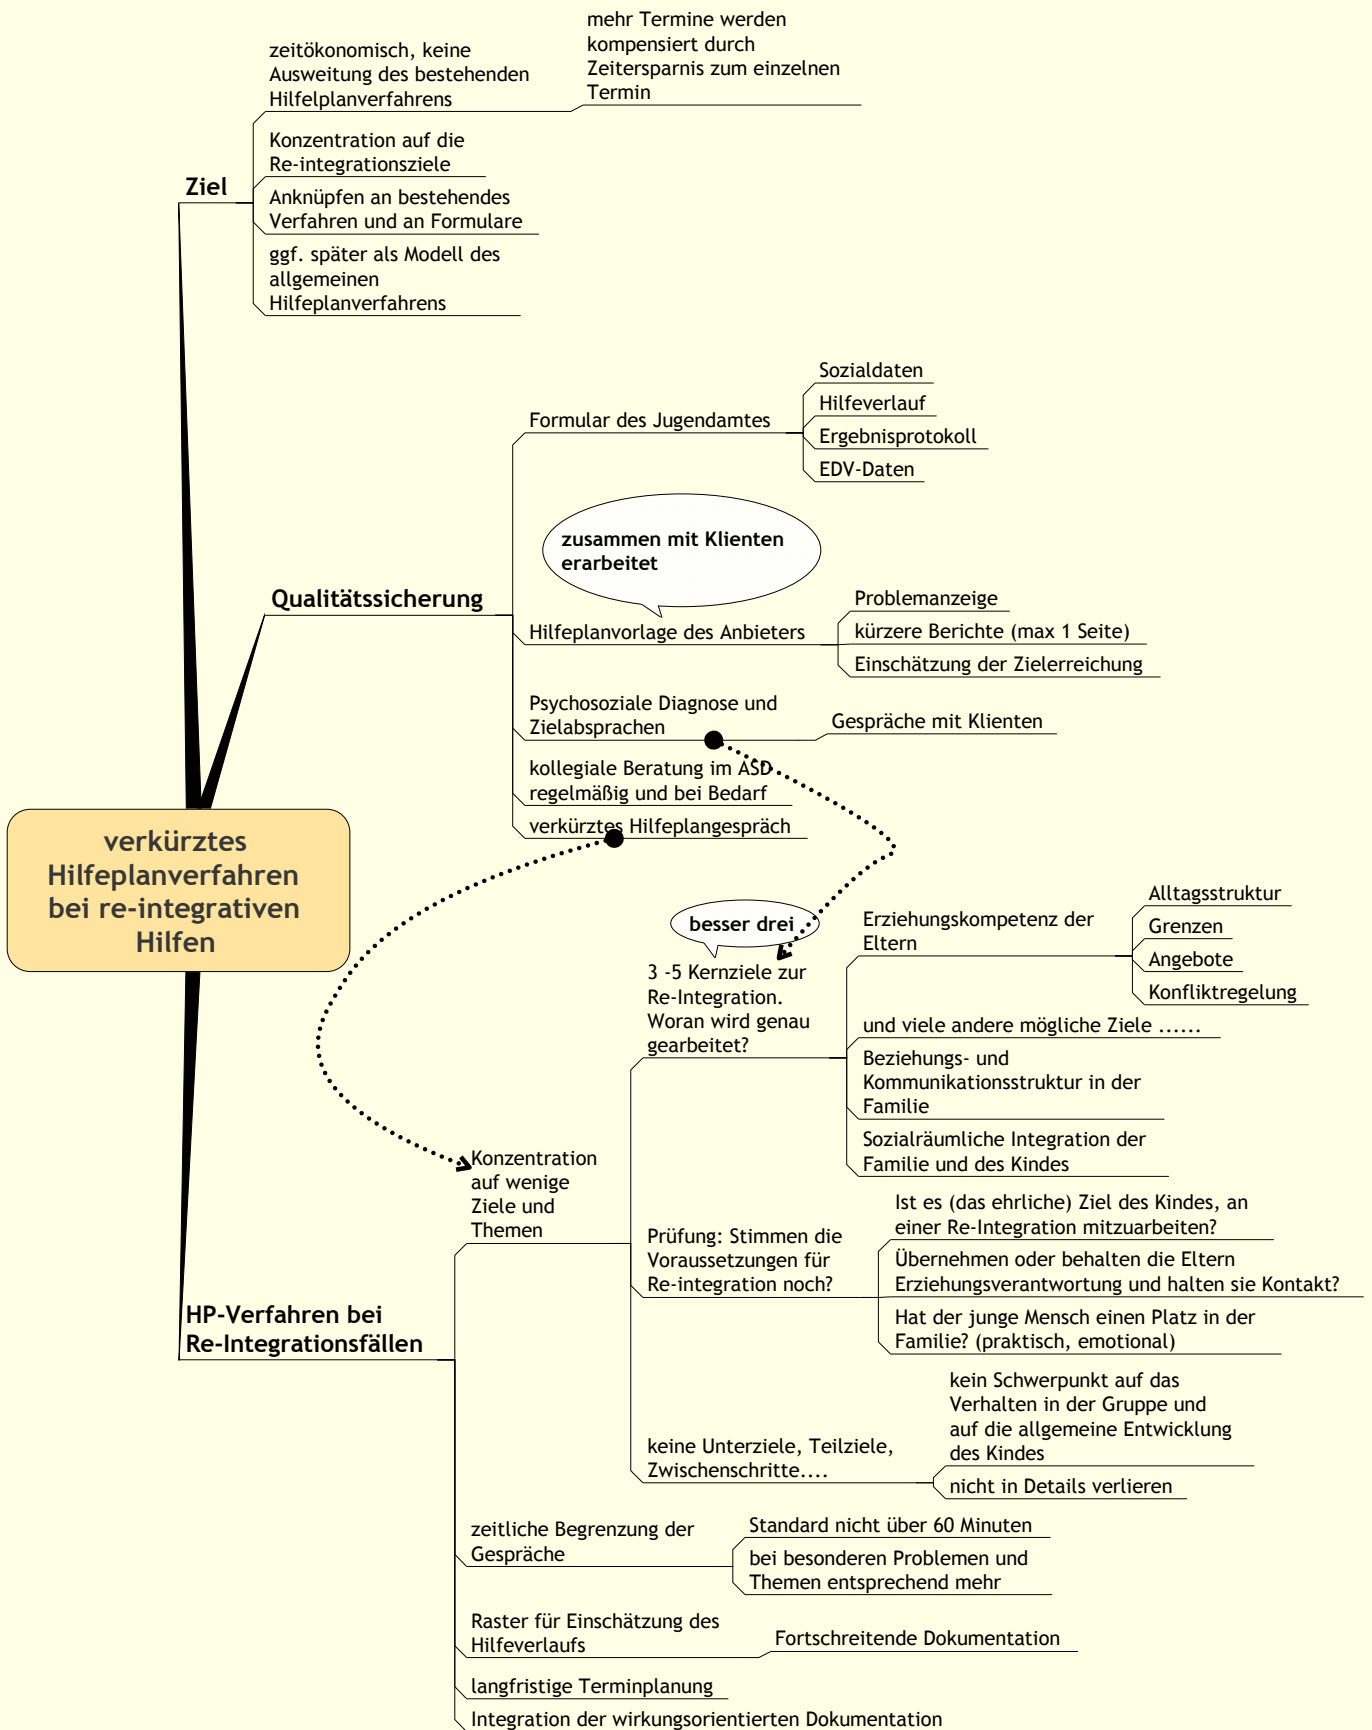 verkürztes
Hilfeplanverfahren
bei re-integrativen
Hilfen
Ziel
zeitökonomisch, keine
Ausweitung des bestehenden
Hilfelplanverfahrens
mehr Termine werden
kompensiert durch
Zeitersparnis zum einzelnen
Termin
Konzentration auf die
Re-integrationsziele
Anknüpfen an bestehendes
Verfahren und an Formulare
ggf. später als Modell des
allgemeinen
Hilfeplanverfahrens
Qualitätssicherung
Formular des Jugendamtes
Sozialdaten
Hilfeverlauf
Ergebnisprotokoll
EDV-Daten
zusammen mit Klienten
erarbeitet
Hilfeplanvorlage des Anbieters
Problemanzeige
kürzere Berichte (max 1 Seite)
Einschätzung der Zielerreichung
Psychosoziale Diagnose und
Zielabsprachen
Gespräche mit Klienten
kollegiale Beratung im ASD
regelmäßig und bei Bedarf
verkürztes Hilfeplangespräch
HP-Verfahren bei
Re-Integrationsfällen
Konzentration
auf wenige
Ziele und
Themen
besser drei
3 -5 Kernziele zur
Re-Integration.
Woran wird genau
gearbeitet?
Erziehungskompetenz der
Eltern
Alltagsstruktur
Grenzen
Angebote
Konfliktregelung
und viele andere mögliche Ziele ......
Beziehungs- und
Kommunikationsstruktur in der
Familie
Sozialräumliche Integration der
Familie und des Kindes
Prüfung: Stimmen die
Voraussetzungen für
Re-integration noch?
Ist es (das ehrliche) Ziel des Kindes, an
einer Re-Integration mitzuarbeiten?
Übernehmen oder behalten die Eltern
Erziehungsverantwortung und halten sie Kontakt?
Hat der junge Mensch einen Platz in der
Familie? (praktisch, emotional)
keine Unterziele, Teilziele,
Zwischenschritte....
kein Schwerpunkt auf das
Verhalten in der Gruppe und
auf die allgemeine Entwicklung
des Kindes
nicht in Details verlieren
zeitliche Begrenzung der
Gespräche
Standard nicht über 60 Minuten
bei besonderen Problemen und
Themen entsprechend mehr
Raster für Einschätzung des
Hilfeverlaufs
Fortschreitende Dokumentation
langfristige Terminplanung
Integration der wirkungsorientierten Dokumentation